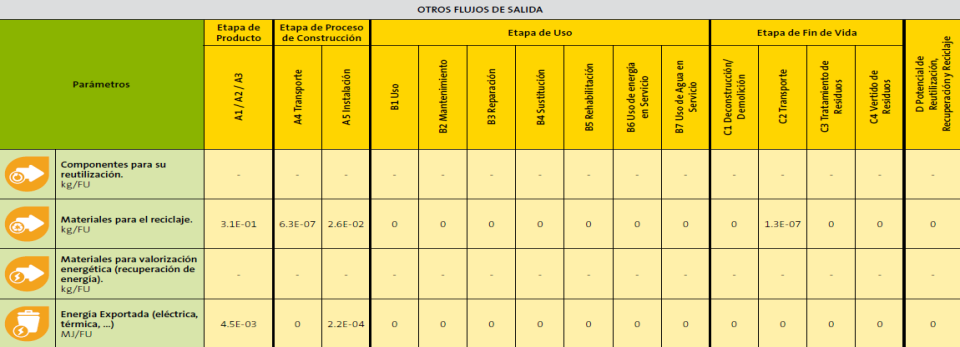 OTROS FLUJOS DE SALIDA
Parámetros
Etapa de
Producto
Etapa de Proceso
de Construcción
Etapa de Uso
Etapa de Fin de Vida
A1 / A2 / A3
A4 Transporte
A5 Instalación
B1 Uso
B2 Mantenimiento
B3 Reparación
B4 Sustitución
B5 Rehabilitación
B6 Uso de energía
en Servicio
B7 Uso de Agua en
Servicio
C1 Deconstrucción/
Demolición
C2 Transporte
C3 Tratamiento de
Residuos
C4 Vertido de
Residuos
D Potencial de
Reutilización,
Recuperación y Reciclaje
Componentes para su
reutilización.
kg/FU
- - - - - - - - - - - - - - -
Materiales para el reciclaje.
kg/FU
3.1E-01 6.3E-07 2.6E-02 0 0 0 0 0 0 0 0 1.3E-07 0 0 0
Materiales para valorización
energética (recuperación de
energía).
kg/FU
- - - - - - - - - - - - - - -
Energía Exportada (eléctrica,
térmica, ...)
MJ/FU
4.5E-03 0 2.2E-04 0 0 0 0 0 0 0 0 0 0 0 0